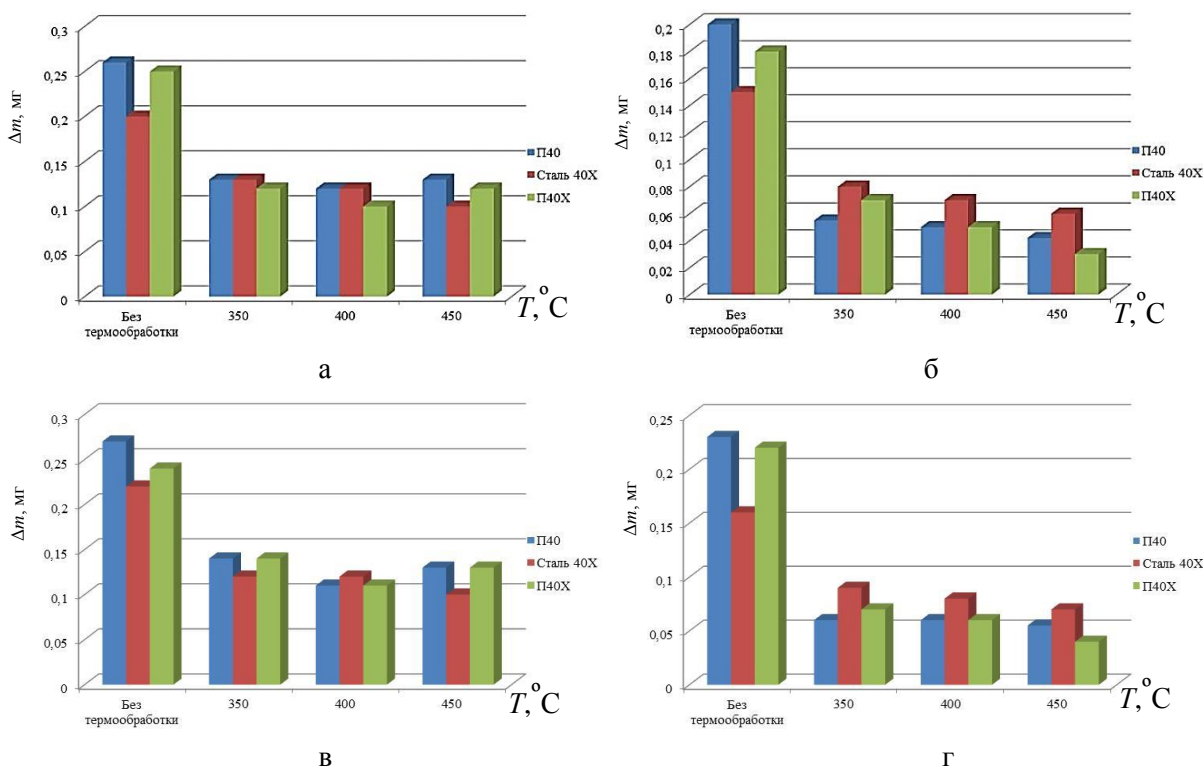 Δm, мг
0,3
0,25
0,2
0,15
0,1
0,05
0
Без
термообработки
350
400
450
T, °C
П40
Сталь 40Х
П40Х
а
Δm, мг
0,2
0,18
0,16
0,14
0,12
0,1
0,08
0,06
0,04
0,02
0
Без
термообработки
350
400
450
T, °C
П40
Сталь 40Х
П40Х
б
Δm, мг
0,3
0,25
0,2
0,15
0,1
0,05
0
Без
термообработки
350
400
450
T, °C
П40
Сталь 40Х
П40Х
в
Δm, мг
0,25
0,2
0,15
0,1
0,05
0
Без
термообработки
350
400
450
T, °C
П40
Сталь 40Х
П40Х
г